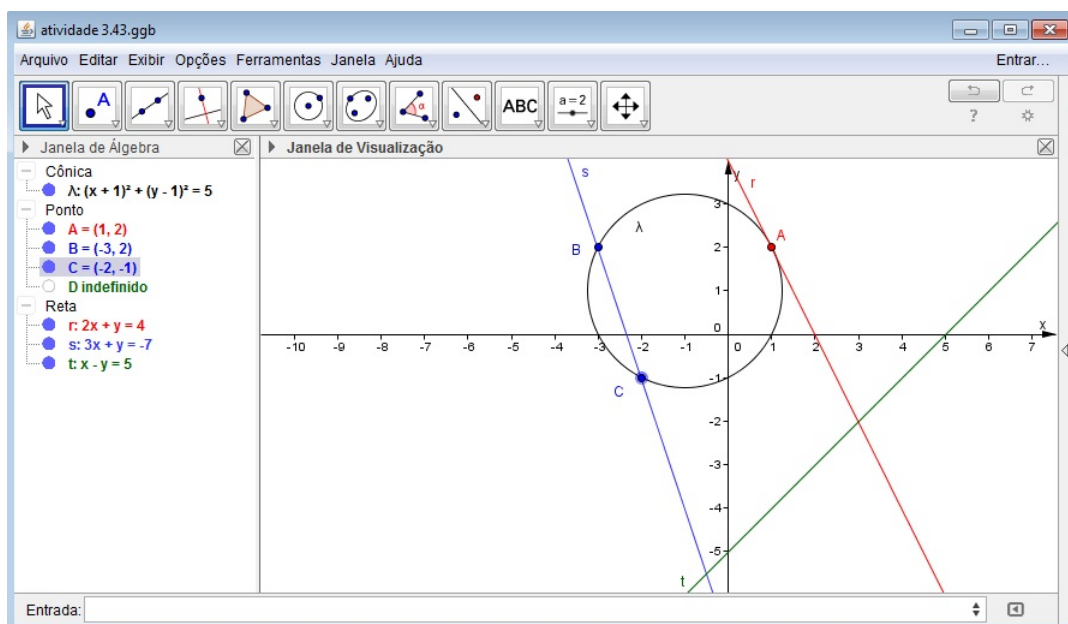 atividade 3.43.ggb
Arquivo Editar Exibir Opções Ferramentas Janela Ajuda Entrar...
A α ABC a=2 ?
Janela de Álgebra
Cônica
λ: (x + 1)² + (y - 1)² = 5
Ponto
A = (1, 2)
B = (-3, 2)
C = (-2, -1)
D indefinido
Reta
r: 2x + y = 4
s: 3x + y = -7
t: x - y = 5
Janela de Visualização
s y r
3
λ
B 2 A
1
0 x
-10 -9 -8 -7 -6 -5 -4 -3 -2 -1 0 1 2 3 4 5 6 7
C -1
-2
-3
-4
-5
t
Entrada: